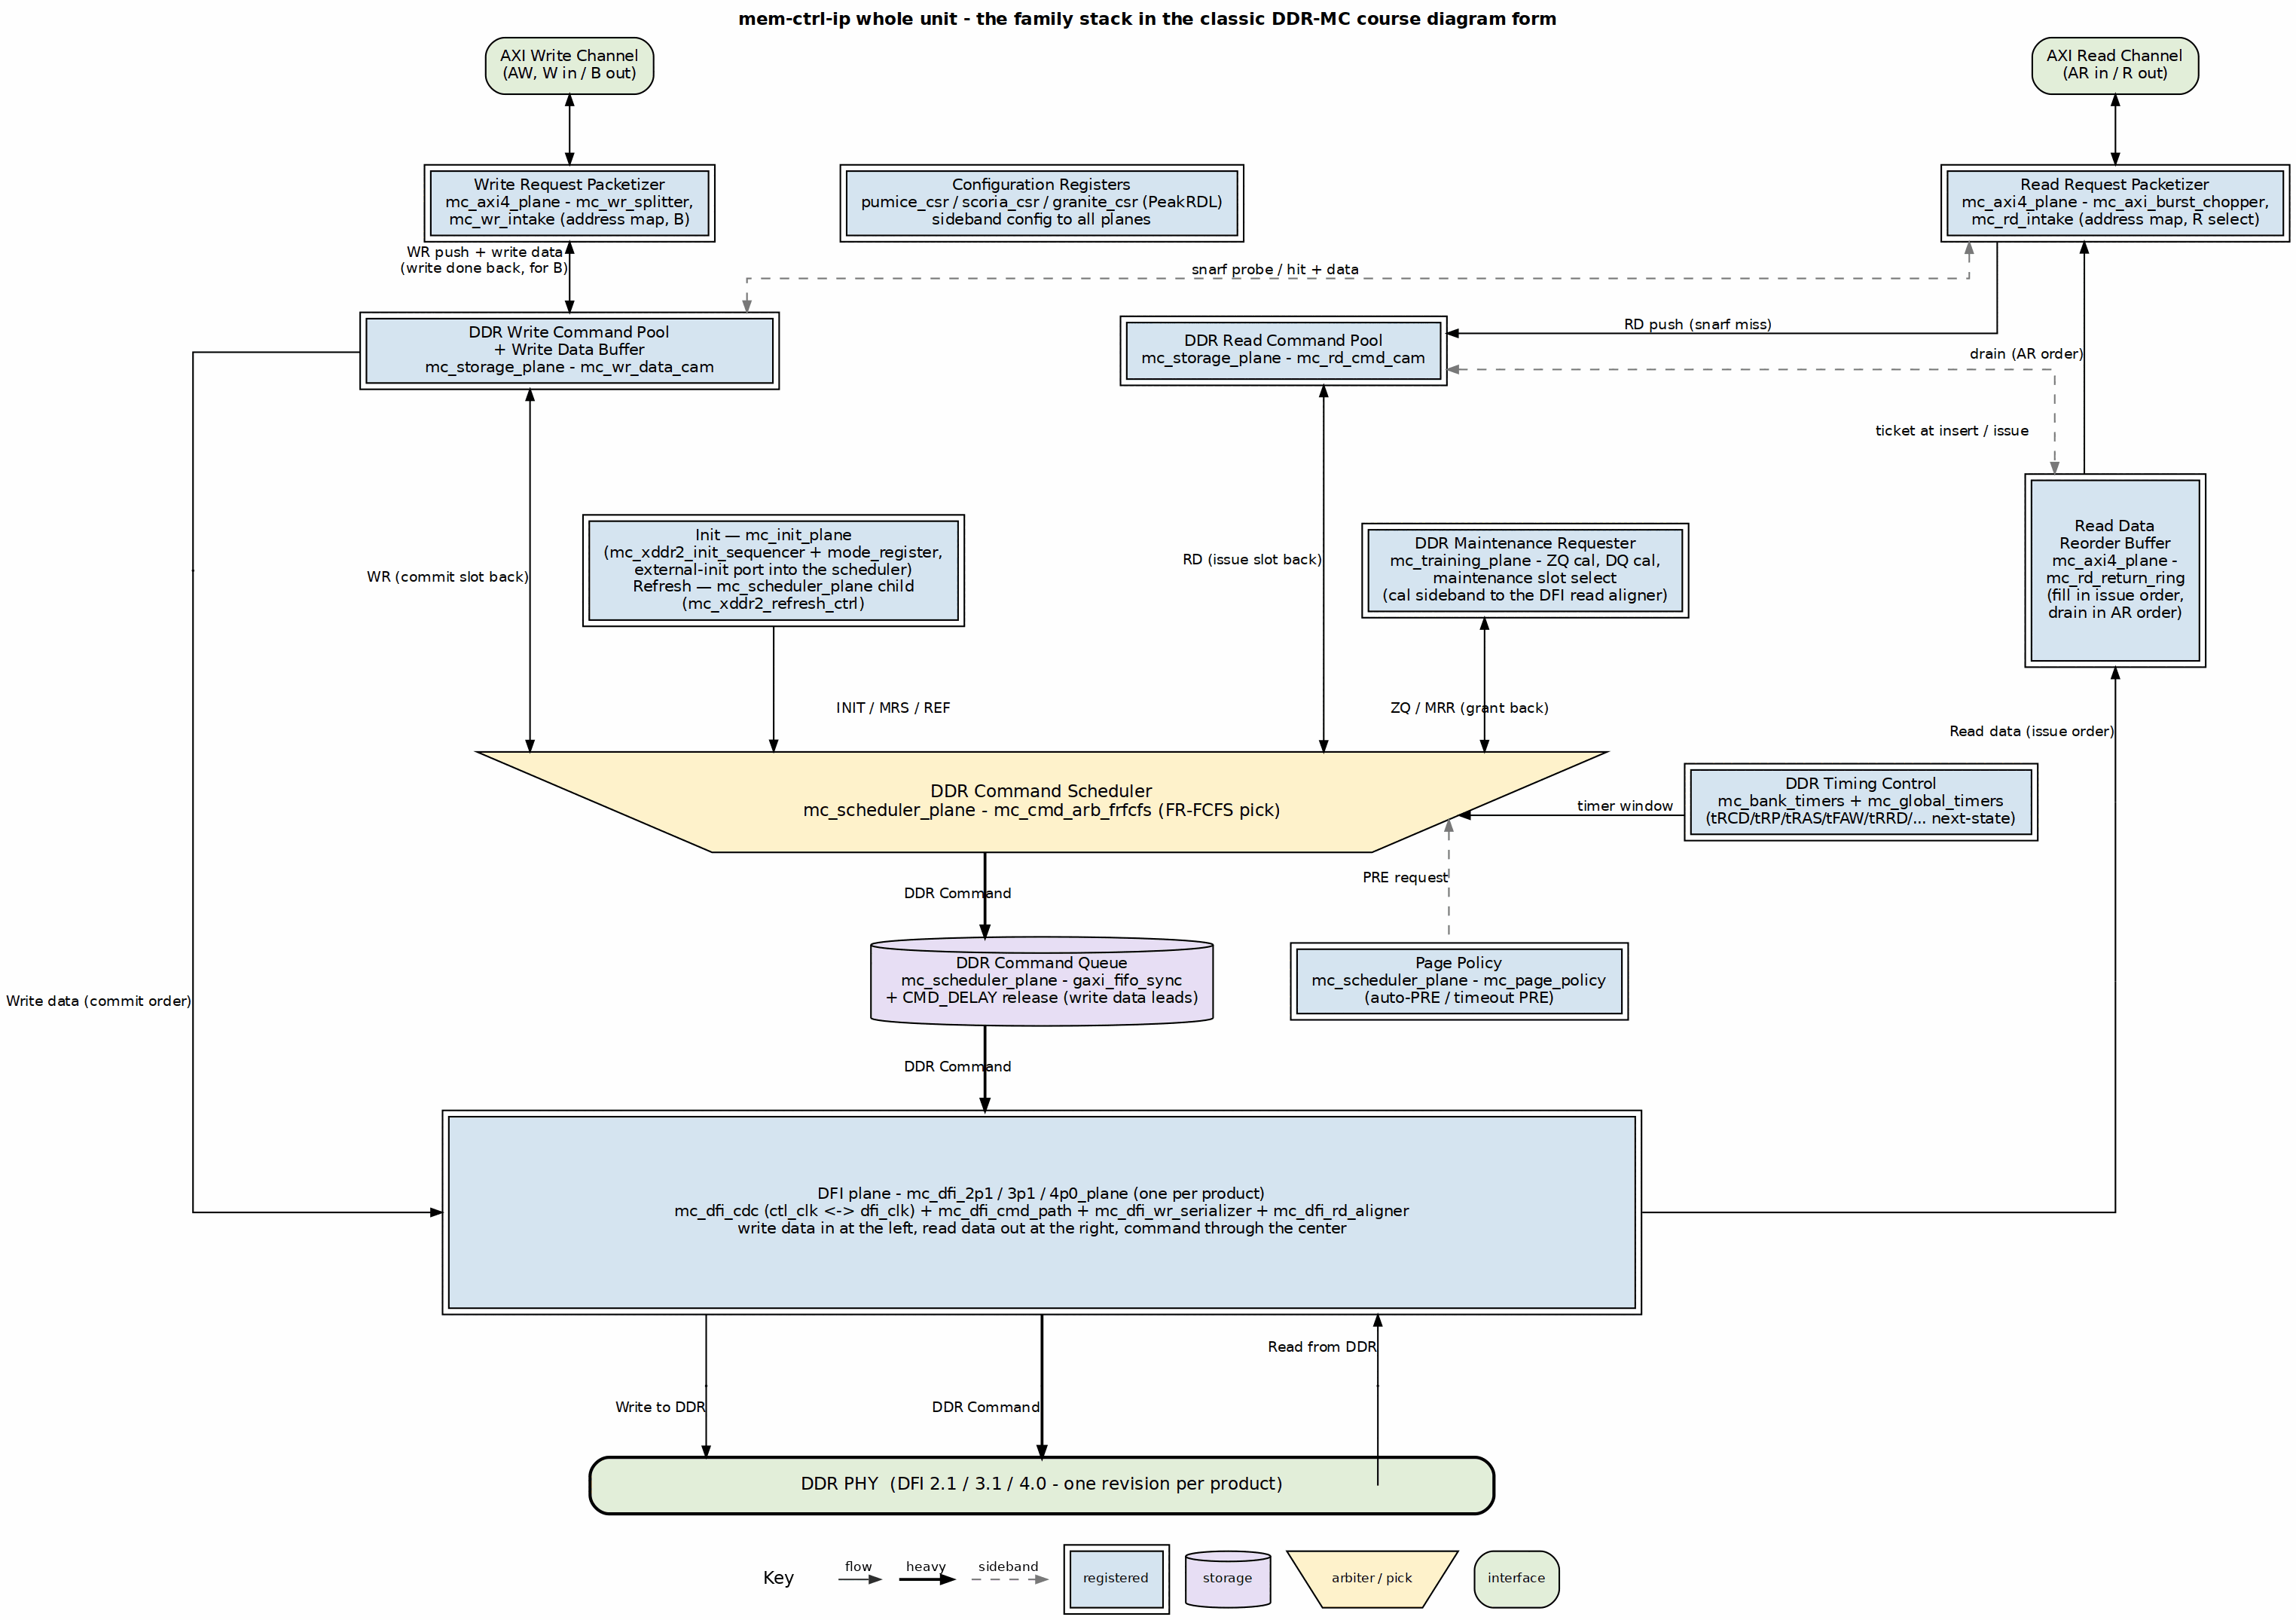 mem-ctrl-ip whole unit - the family stack in the classic DDR-MC course diagram form
AXI Write Channel
(AW, W in / B out)
AXI Read Channel
(AR in / R out)
Write Request Packetizer
mc_axi4_plane - mc_wr_splitter,
mc_wr_intake (address map, B)
Configuration Registers
pumice_csr / scoria_csr / granite_csr (PeakRDL)
sideband config to all planes
Read Request Packetizer
mc_axi4_plane - mc_axi_burst_chopper,
mc_rd_intake (address map, R select)
WR push + write data
(write done back, for B)
snarf probe / hit + data
DDR Write Command Pool
+ Write Data Buffer
mc_storage_plane - mc_wr_data_cam
DDR Read Command Pool
mc_storage_plane - mc_rd_cmd_cam
RD push (snarf miss)
drain (AR order)
ticket at insert / issue
Init — mc_init_plane
(mc_xddr2_init_sequencer + mode_register,
external-init port into the scheduler)
Refresh — mc_scheduler_plane child
(mc_xddr2_refresh_ctrl)
DDR Maintenance Requester
mc_training_plane - ZQ cal, DQ cal,
maintenance slot select
(cal sideband to the DFI read aligner)
Read Data
Reorder Buffer
mc_axi4_plane -
mc_rd_return_ring
(fill in issue order,
drain in AR order)
WR (commit slot back)
RD (issue slot back)
INIT / MRS / REF
ZQ / MRR (grant back)
Read data (issue order)
DDR Command Scheduler
mc_scheduler_plane - mc_cmd_arb_frfcfs (FR-FCFS pick)
timer window
DDR Timing Control
mc_bank_timers + mc_global_timers
(tRCD/tRP/tRAS/tFAW/tRRD/... next-state)
DDR Command
PRE request
DDR Command Queue
mc_scheduler_plane - gaxi_fifo_sync
+ CMD_DELAY release (write data leads)
Page Policy
mc_scheduler_plane - mc_page_policy
(auto-PRE / timeout PRE)
Write data (commit order)
DDR Command
DFI plane - mc_dfi_2p1 / 3p1 / 4p0_plane (one per product)
mc_dfi_cdc (ctl_clk <-> dfi_clk) + mc_dfi_cmd_path + mc_dfi_wr_serializer + mc_dfi_rd_aligner
write data in at the left, read data out at the right, command through the center
Read from DDR
Write to DDR
DDR Command
DDR PHY  (DFI 2.1 / 3.1 / 4.0 - one revision per product)
Key
flow
heavy
sideband
registered
storage
arbiter / pick
interface